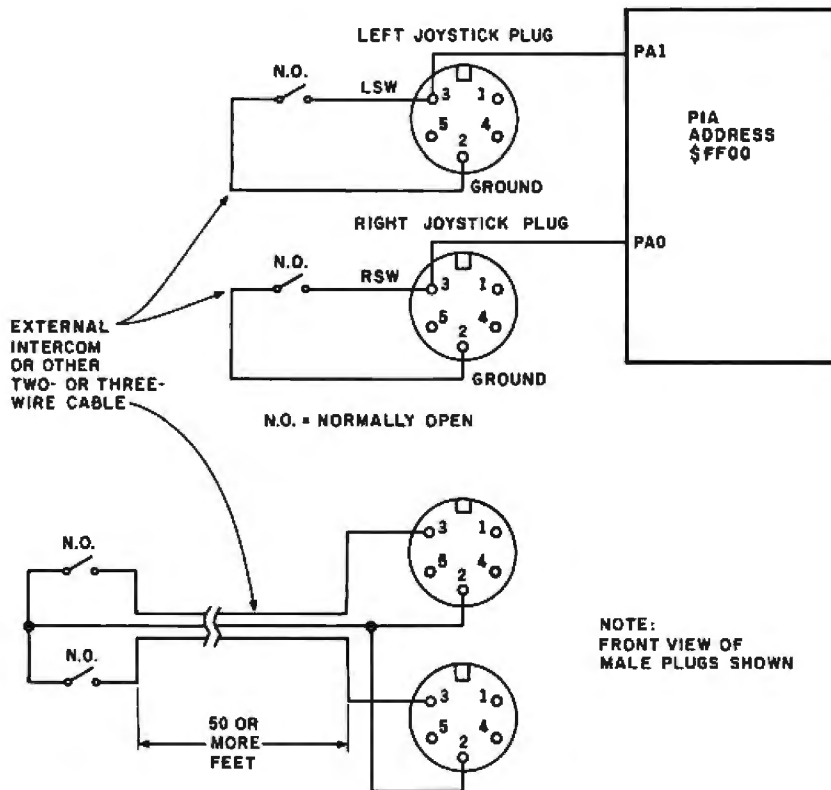 LEFT JOYSTICK PLUG
PA1
N.O.
LSW
3 1
5 4
2
PIA
ADDRESS
$FF00
GROUND
RIGHT JOYSTICK PLUG
PA0
N.O.
RSW
3 1
5 4
2
GROUND
EXTERNAL
INTERCOM
OR OTHER
TWO- OR THREE-
WIRE CABLE
N.O. = NORMALLY OPEN
N.O.
3 1
5 4
2
N.O.
NOTE:
FRONT VIEW OF
MALE PLUGS SHOWN
3 1
5 4
2
50 OR
MORE
FEET